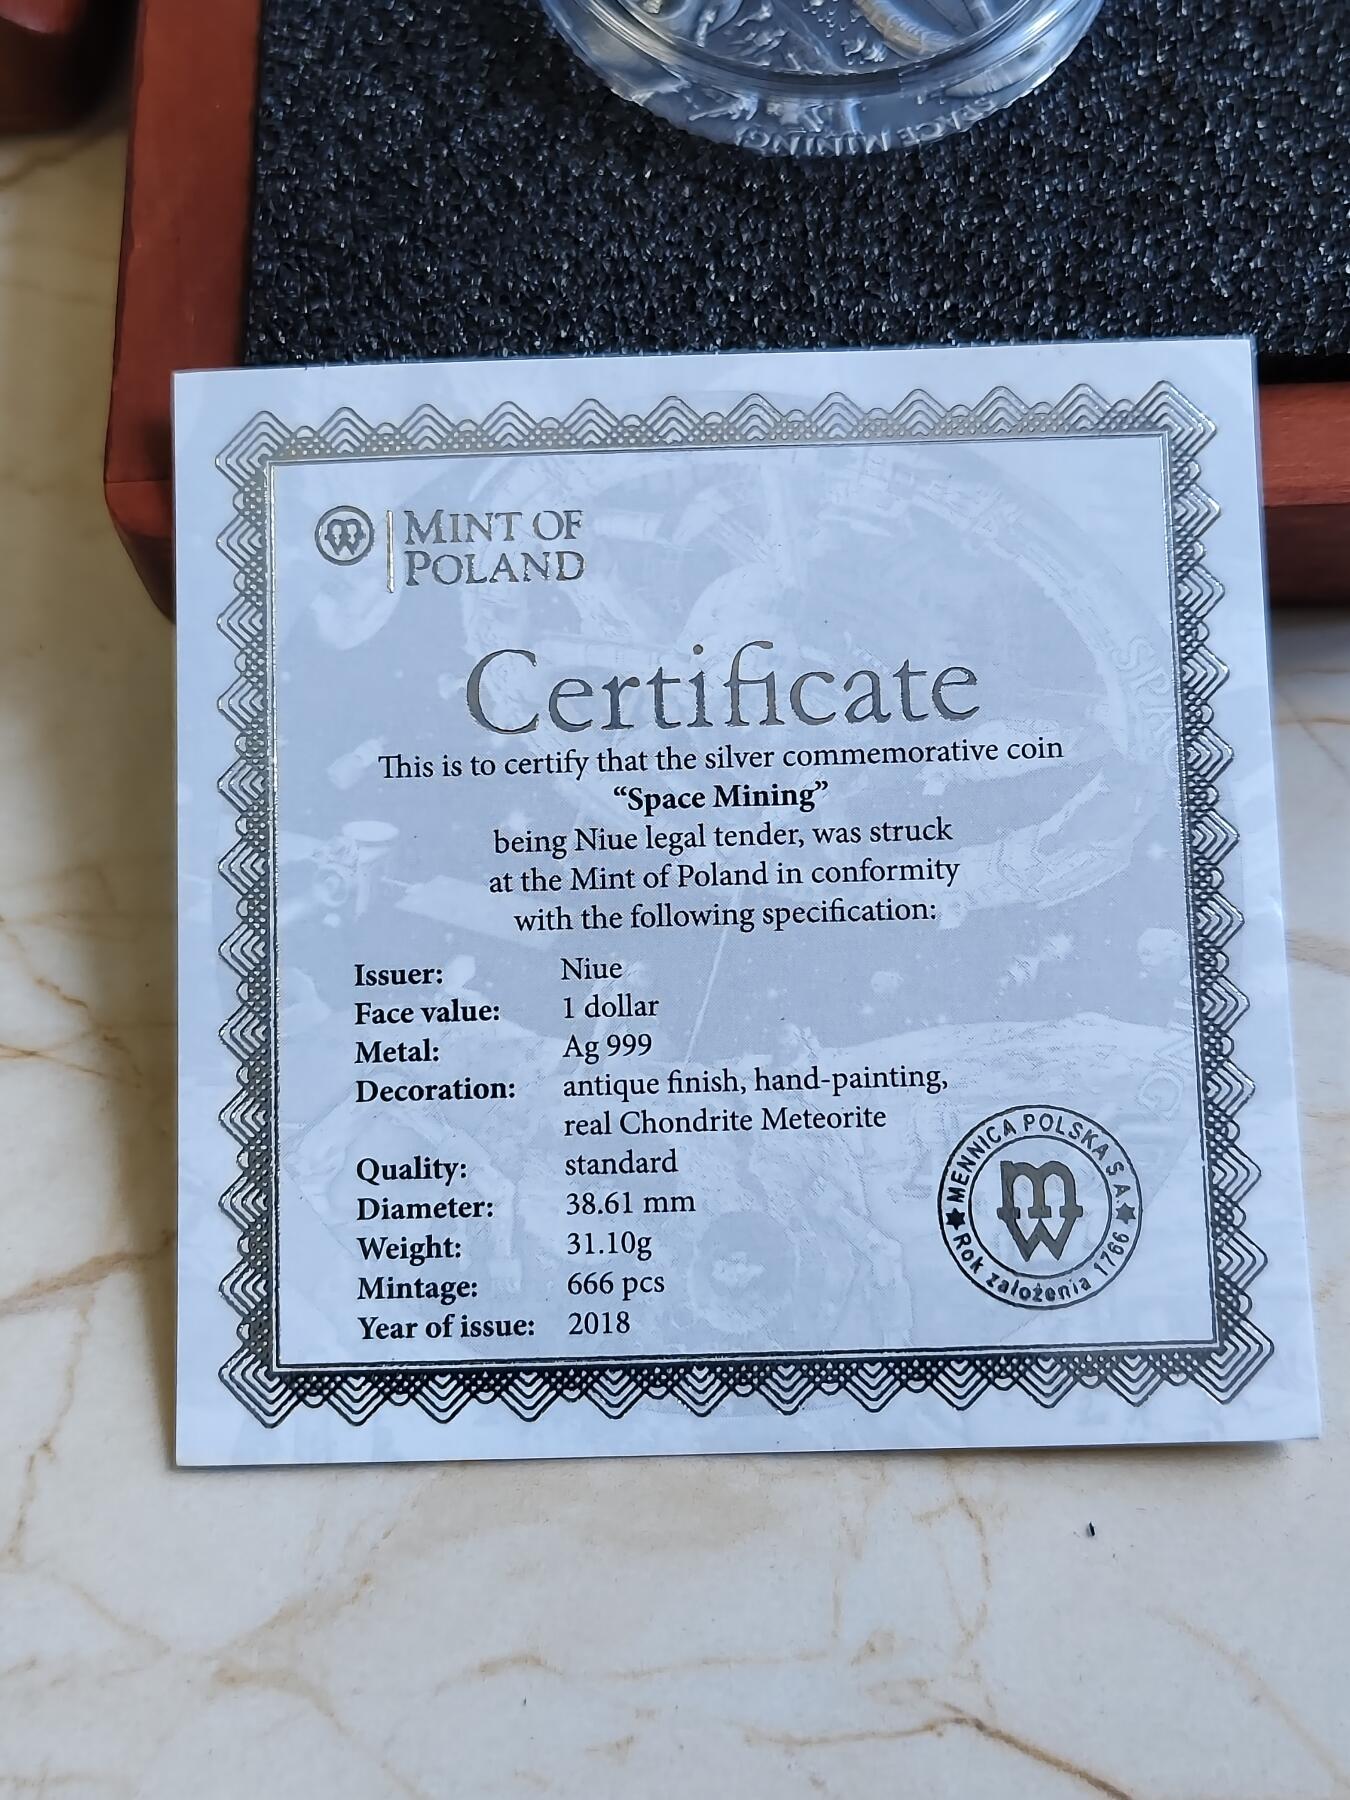 SPACE MINING
MINT OF
POLAND
Certificate
This is to certify that the silver commemorative coin
“Space Mining”
being Niue legal tender, was struck
at the Mint of Poland in conformity
with the following specification:
Issuer: Niue
Face value: 1 dollar
Metal: Ag 999
Decoration: antique finish, hand-painting,
real Chondrite Meteorite
Quality: standard
Diameter: 38.61 mm
Weight: 31.10g
Mintage: 666 pcs
Year of issue: 2018
MENNICA POLSKA S.A.
Rok założenia 1766